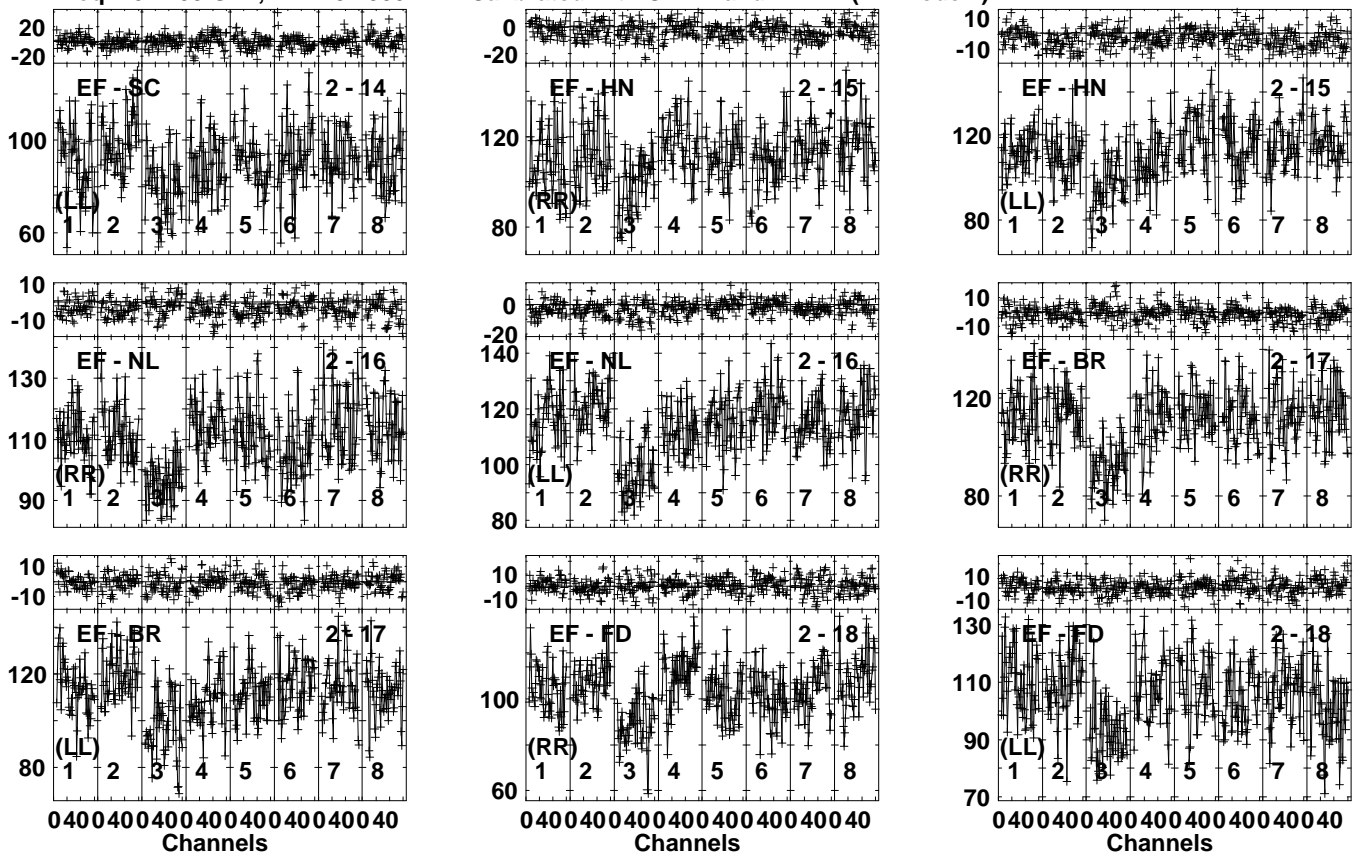 20 0 -20 EF - SC 2 - 14 100 60 (LL) 1 2 3 4 5 6 7 8
0 -20 EF - HN 2 - 15 120 80 (RR) 1 2 3 4 5 6 7 8
10 -10 EF - HN 2 - 15 120 80 (LL) 1 2 3 4 5 6 7 8
10 -10 EF - NL 2 - 16 130 110 90 (RR) 1 2 3 4 5 6 7 8
0 -20 EF - NL 2 - 16 140 120 100 80 (LL) 1 2 3 4 5 6 7 8
10 -10 EF - BR 2 - 17 120 80 (RR) 1 2 3 4 5 6 7 8
10 -10 EF - BR 2 - 17 120 80 (LL) 1 2 3 4 5 6 7 8
10 -10 EF - FD 2 - 18 100 60 (RR) 1 2 3 4 5 6 7 8
10 -10 EF - FD 2 - 18 130 110 90 70 (LL) 1 2 3 4 5 6 7 8
0 40 0 40 0 40 0 40 0 40 0 40 0 40 0 40
Channels
0 40 0 40 0 40 0 40 0 40 0 40 0 40 0 40
Channels
0 40 0 40 0 40 0 40 0 40 0 40 0 40 0 40
Channels